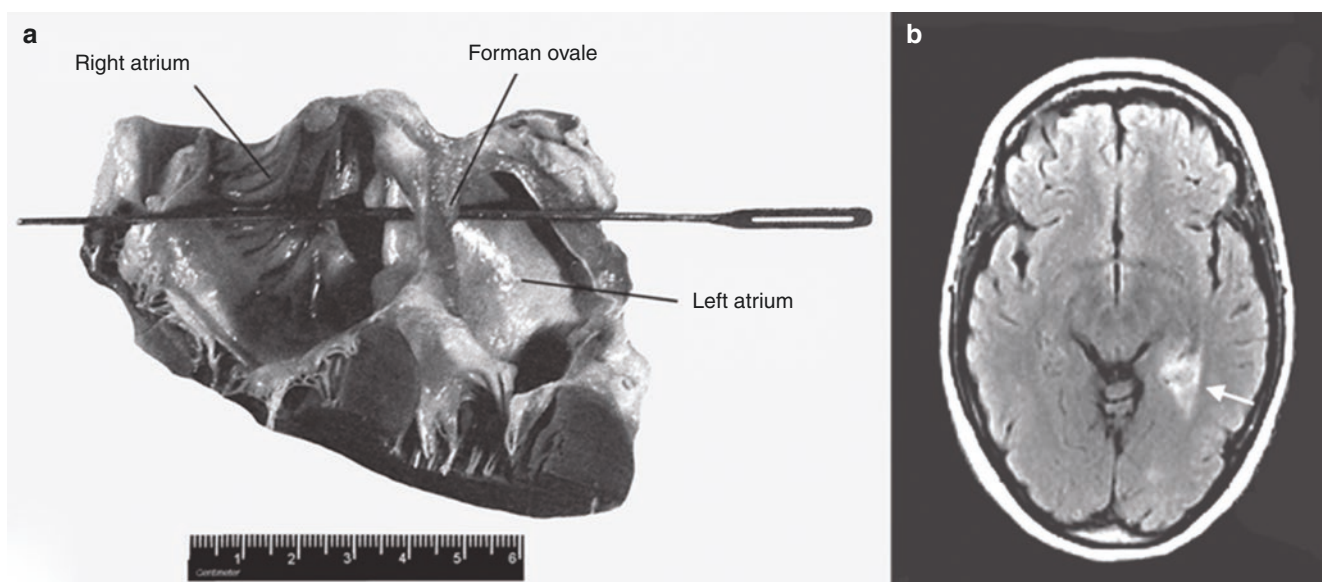 a
Right atrium
Forman ovale
Left atrium
1 2 3 4 5 6
Centimeter
b